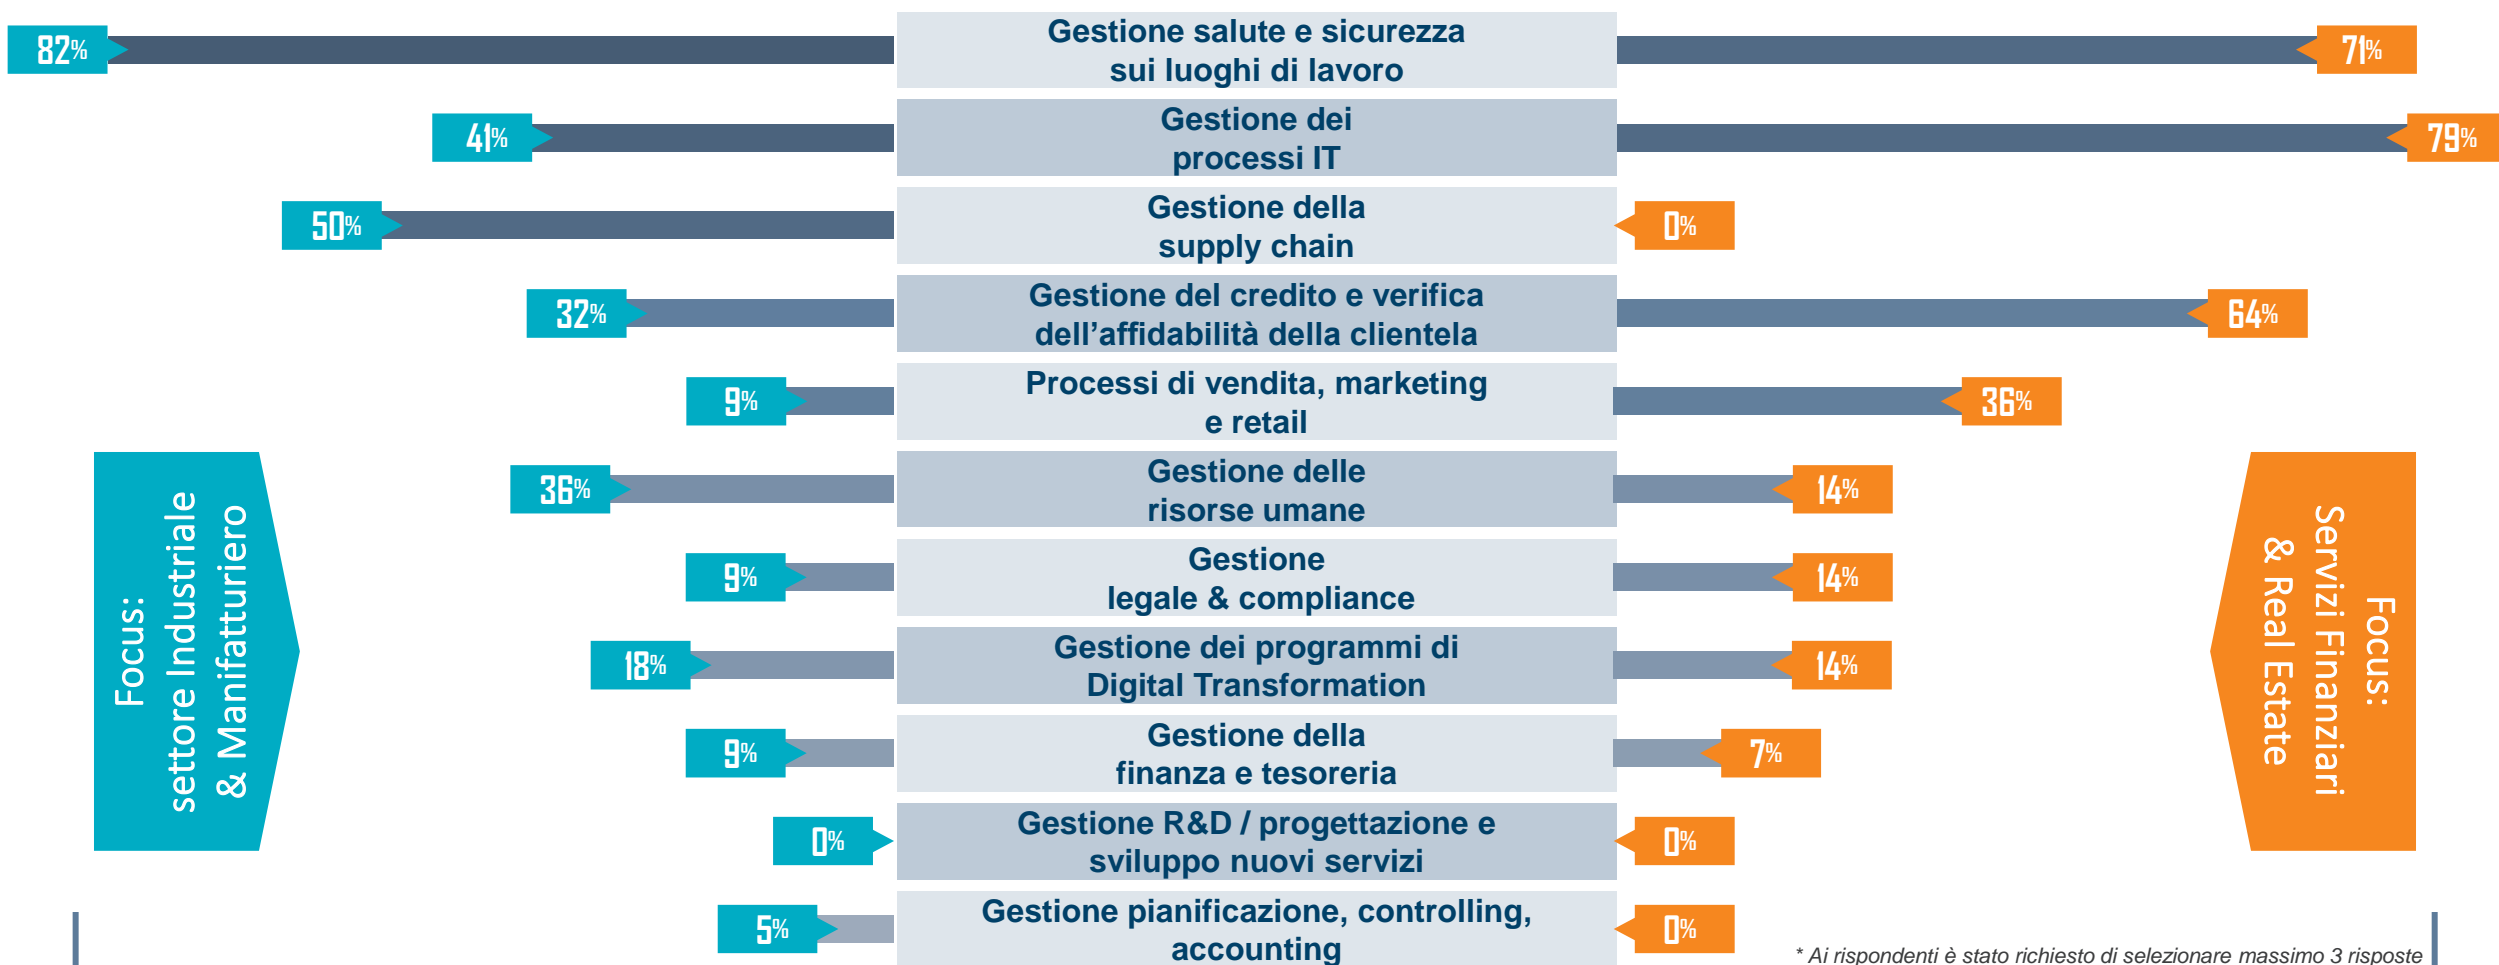 82%
Gestione salute e sicurezza
sui luoghi di lavoro
71%
41%
Gestione dei
processi IT
79%
50%
Gestione della
supply chain
0%
32%
Gestione del credito e verifica
dell’affidabilità della clientela
64%
9%
Processi di vendita, marketing
e retail
36%
36%
Gestione delle
risorse umane
14%
9%
Gestione
legale & compliance
14%
18%
Gestione dei programmi di
Digital Transformation
14%
9%
Gestione della
finanza e tesoreria
7%
0%
Gestione R&D / progettazione e
sviluppo nuovi servizi
0%
5%
Gestione pianificazione, controlling,
accounting
0%
Focus:
settore Industriale
& Manifatturiero
Focus:
Servizi Finanziari
& Real Estate
* Ai rispondenti è stato richiesto di selezionare massimo 3 risposte